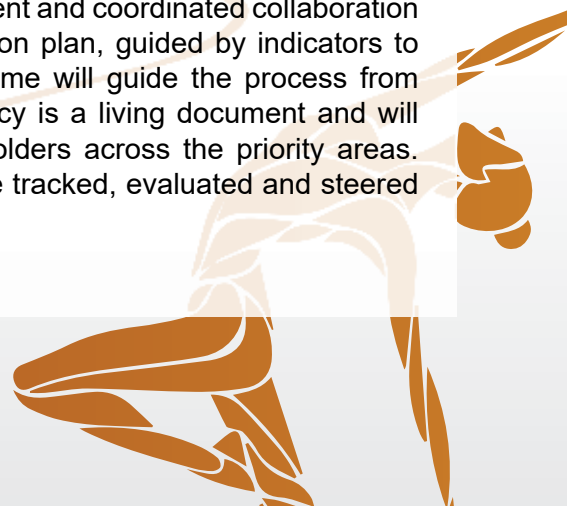 ent and coordinated collaboration
on plan, guided by indicators to
me will guide the process from
cy is a living document and will
olders across the priority areas.
e tracked, evaluated and steered